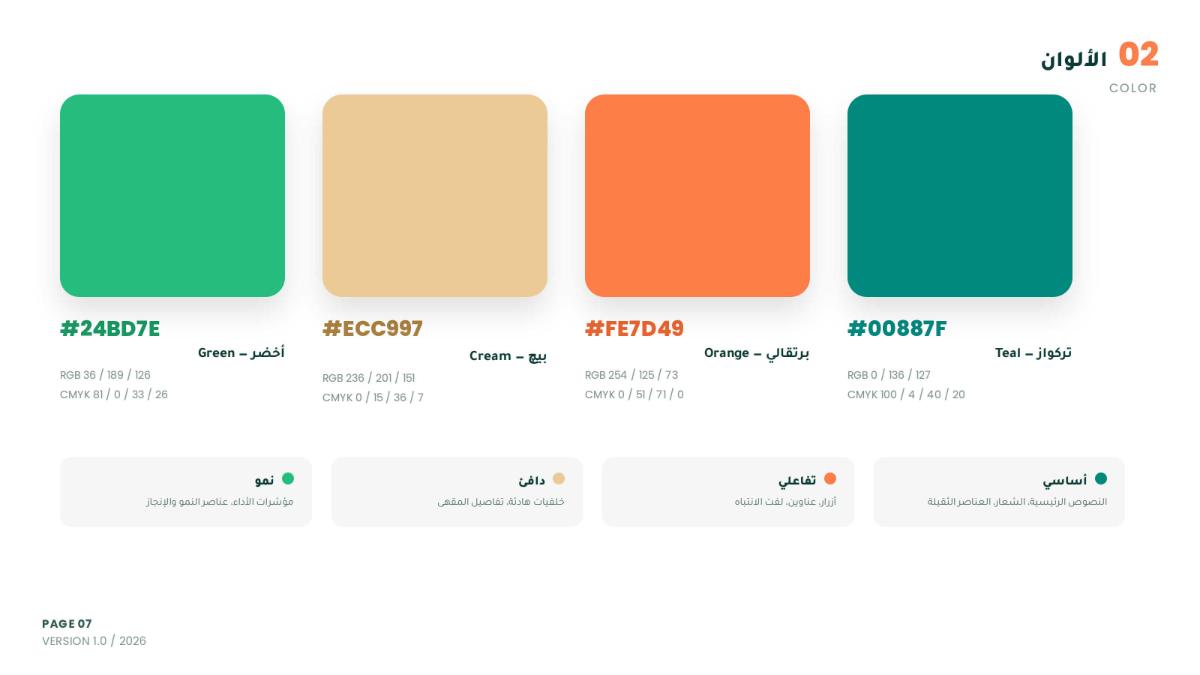 02 الألوان
COLOR
#00887F
تركواز — Teal
RGB 0 / 136 / 127
CMYK 100 / 4 / 40 / 20
#FE7D49
برتقالي — Orange
RGB 254 / 125 / 73
CMYK 0 / 51 / 71 / 0
#ECC997
بيج — Cream
RGB 236 / 201 / 151
CMYK 0 / 15 / 36 / 7
#24BD7E
أخضر — Green
RGB 36 / 189 / 126
CMYK 81 / 0 / 33 / 26
أساسي
النصوص الرئيسية، الشعار، العناصر الثقيلة
تفاعلي
أزرار، عناوين، لفت الانتباه
دافئ
خلفيات هادئة، تفاصيل المقهى
نمو
مؤشرات الأداء، عناصر النمو والإنجاز
PAGE 07
VERSION 1.0 / 2026